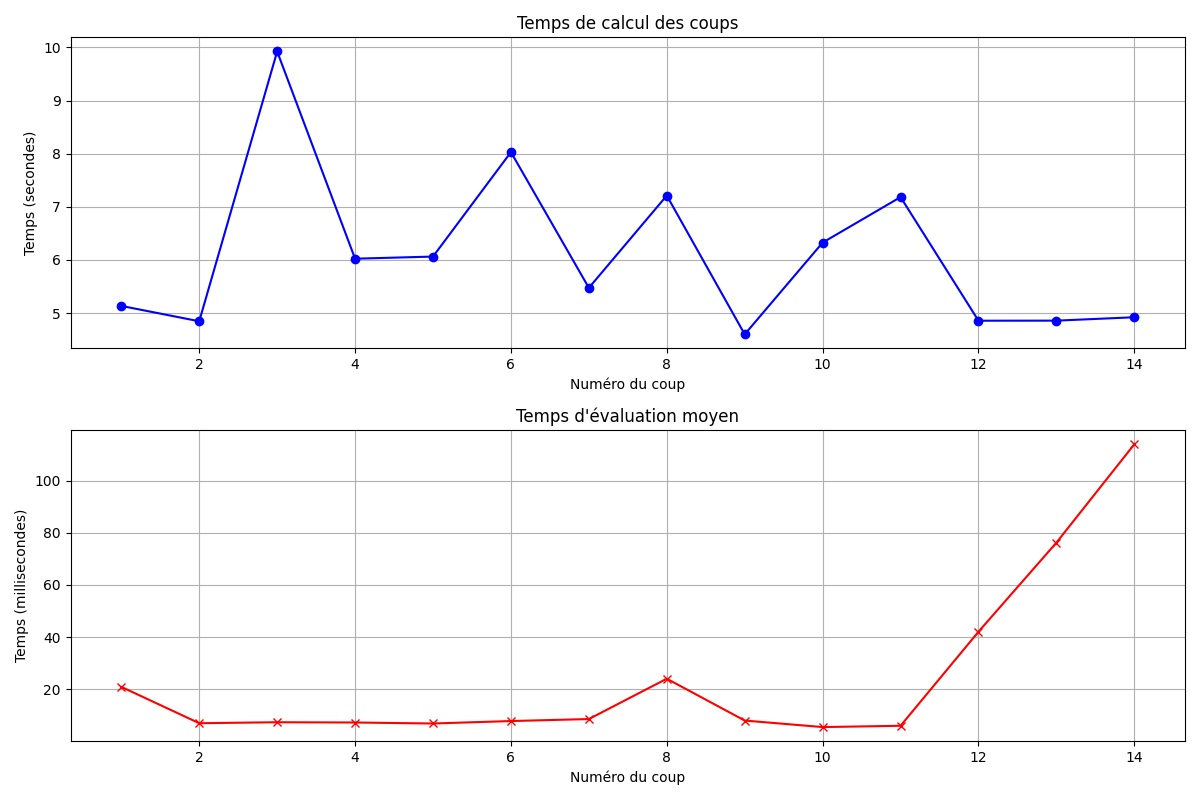 Temps de calcul des coups
10
9
8
7
6
5
Temps (secondes)
2 4 6 8 10 12 14
Numéro du coup
Temps d'évaluation moyen
100
80
60
40
20
Temps (millisecondes)
2 4 6 8 10 12 14
Numéro du coup